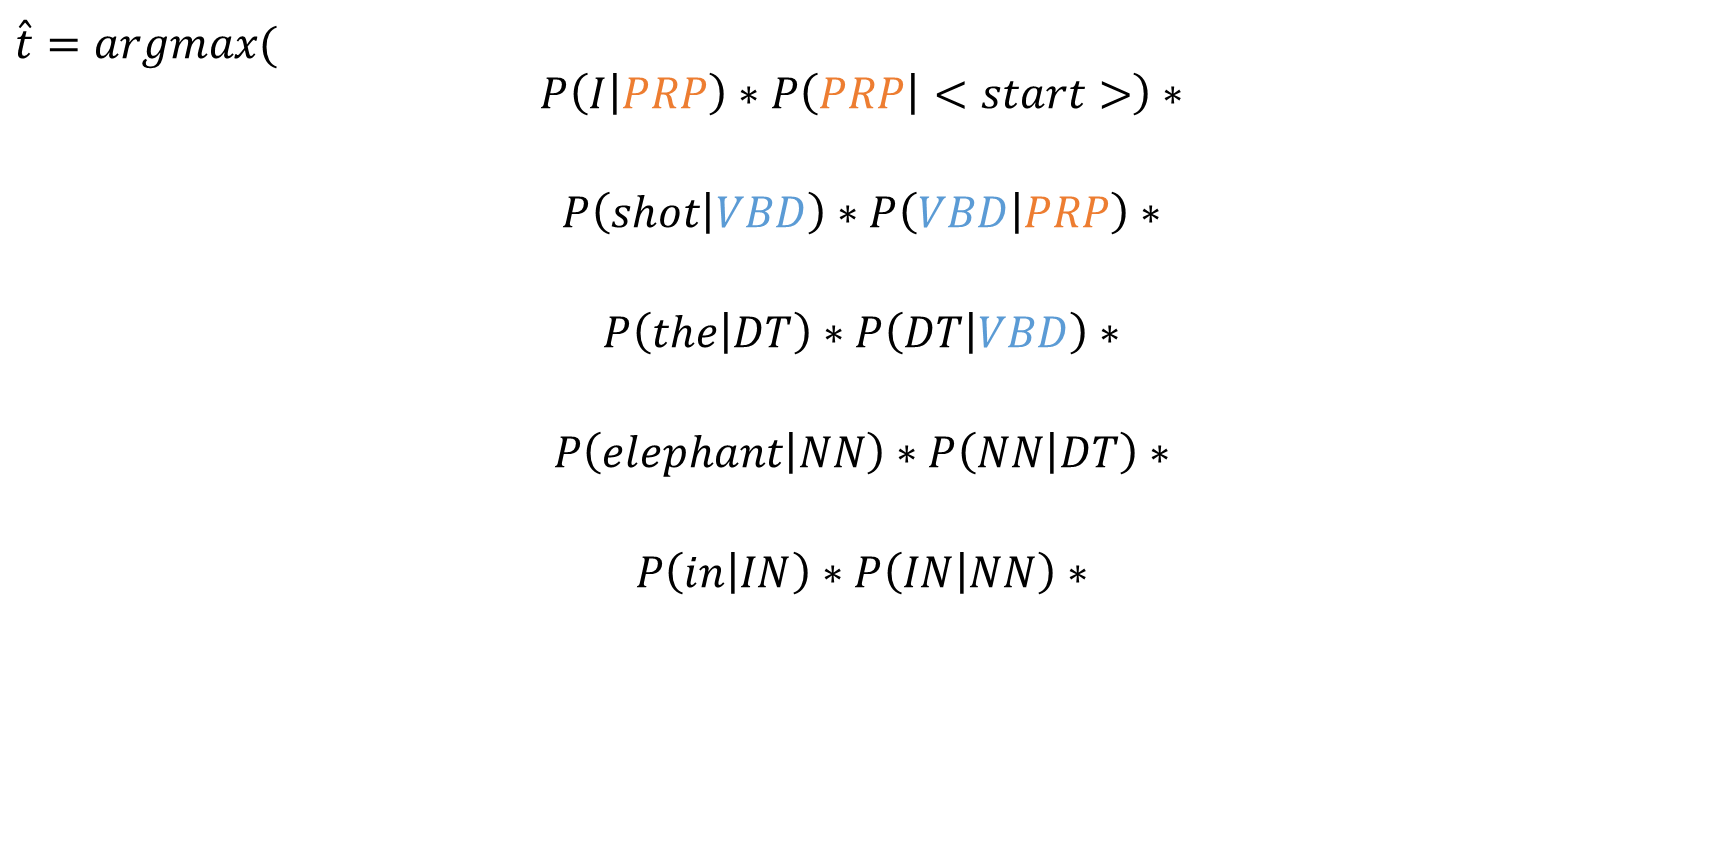 t̂ = argmax(
P(I|PRP) ∗ P(PRP| < start >) ∗
P(shot|VBD) ∗ P(VBD|PRP) ∗
P(the|DT) ∗ P(DT|VBD) ∗
P(elephant|NN) ∗ P(NN|DT) ∗
P(in|IN) ∗ P(IN|NN) ∗